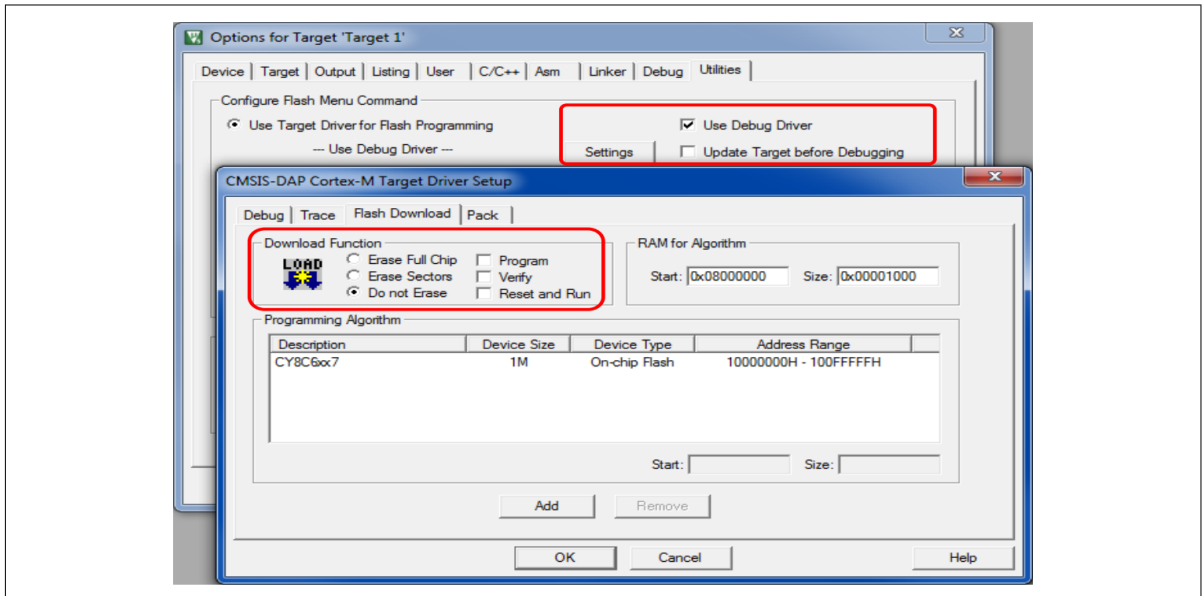 Options for Target 'Target 1'
Device Target Output Listing User C/C++ Asm Linker Debug Utilities
Configure Flash Menu Command
Use Target Driver for Flash Programming Use Debug Driver
--- Use Debug Driver --- Settings Update Target before Debugging
CMSIS-DAP Cortex-M Target Driver Setup
Debug Trace Flash Download Pack
Download Function RAM for Algorithm
LOAD Erase Full Chip Program
Erase Sectors Verify Start: 0x08000000 Size: 0x00001000
Do not Erase Reset and Run
Programming Algorithm
Description Device Size Device Type Address Range
CY8C6xx7 1M On-chip Flash 10000000H - 100FFFFFH
Start: Size:
Add Remove
OK Cancel Help